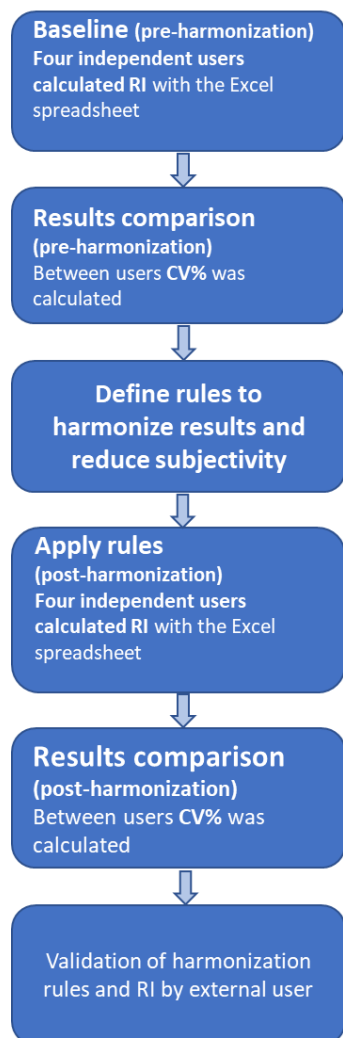 Baseline (pre-harmonization)
Four independent users
calculated RI with the Excel
spreadsheet
Results comparison
(pre-harmonization)
Between users CV% was
calculated
Define rules to
harmonize results and
reduce subjectivity
Apply rules
(post-harmonization)
Four independent users
calculated RI with the Excel
spreadsheet
Results comparison
(post-harmonization)
Between users CV% was
calculated
Validation of harmonization
rules and RI by external user